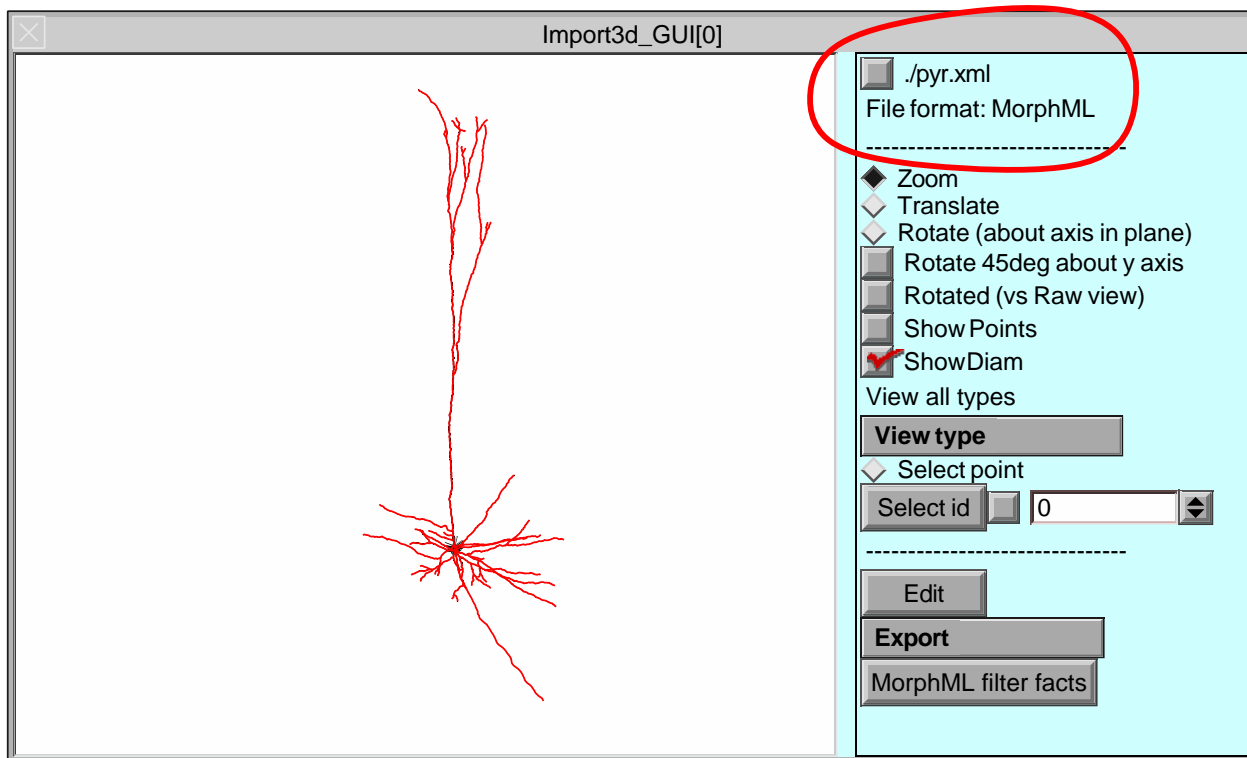 Import3d_GUI[0]
./pyr.xml
File format: MorphML
-------------------------------
Zoom
Translate
Rotate (about axis in plane)
Rotate 45deg about y axis
Rotated (vs Raw view)
Show Points
ShowDiam
View all types
View type
Select point
Select id 0
-------------------------------
Edit
Export
MorphML filter facts